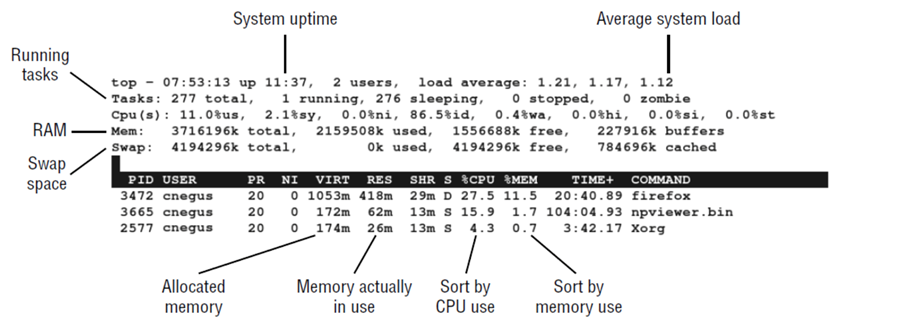 System uptime
Average system load
Running
tasks
top - 07:53:13 up 11:37, 2 users, load average: 1.21, 1.17, 1.12
Tasks: 277 total, 1 running, 276 sleeping, 0 stopped, 0 zombie
Cpu(s): 11.0%us, 2.1%sy, 0.0%ni, 86.5%id, 0.4%wa, 0.0%hi, 0.0%si, 0.0%st
RAM
Mem: 3716196k total, 2159508k used, 1556688k free, 227916k buffers
Swap: 4194296k total, 0k used, 4194296k free, 784696k cached
Swap
space
PID USER PR NI VIRT RES SHR S %CPU %MEM TIME+ COMMAND
3472 cnegus 20 0 1053m 418m 29m D 27.5 11.5 20:40.89 firefox
3665 cnegus 20 0 172m 62m 13m S 15.9 1.7 104:04.93 npviewer.bin
2577 cnegus 20 0 174m 26m 13m S 4.3 0.7 3:42.17 Xorg
Allocated
memory
Memory actually
in use
Sort by
CPU use
Sort by
memory use